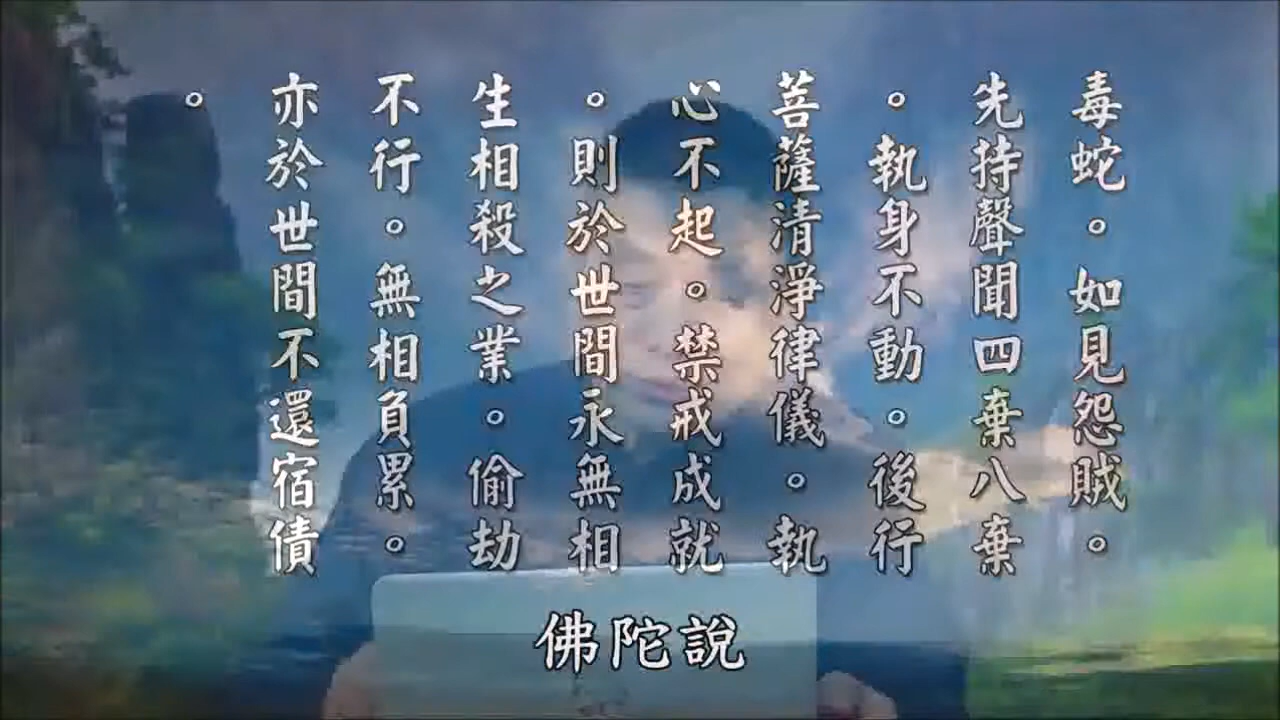 毒蛇。如見怨賊。
先持聲聞四棄八棄
。執身不動。後行
菩薩清淨律儀。執
心不起。禁戒成就
。則於世間永無相
生相殺之業。偷劫
不行。無相負累。
亦於世間不還宿債
。
佛陀說